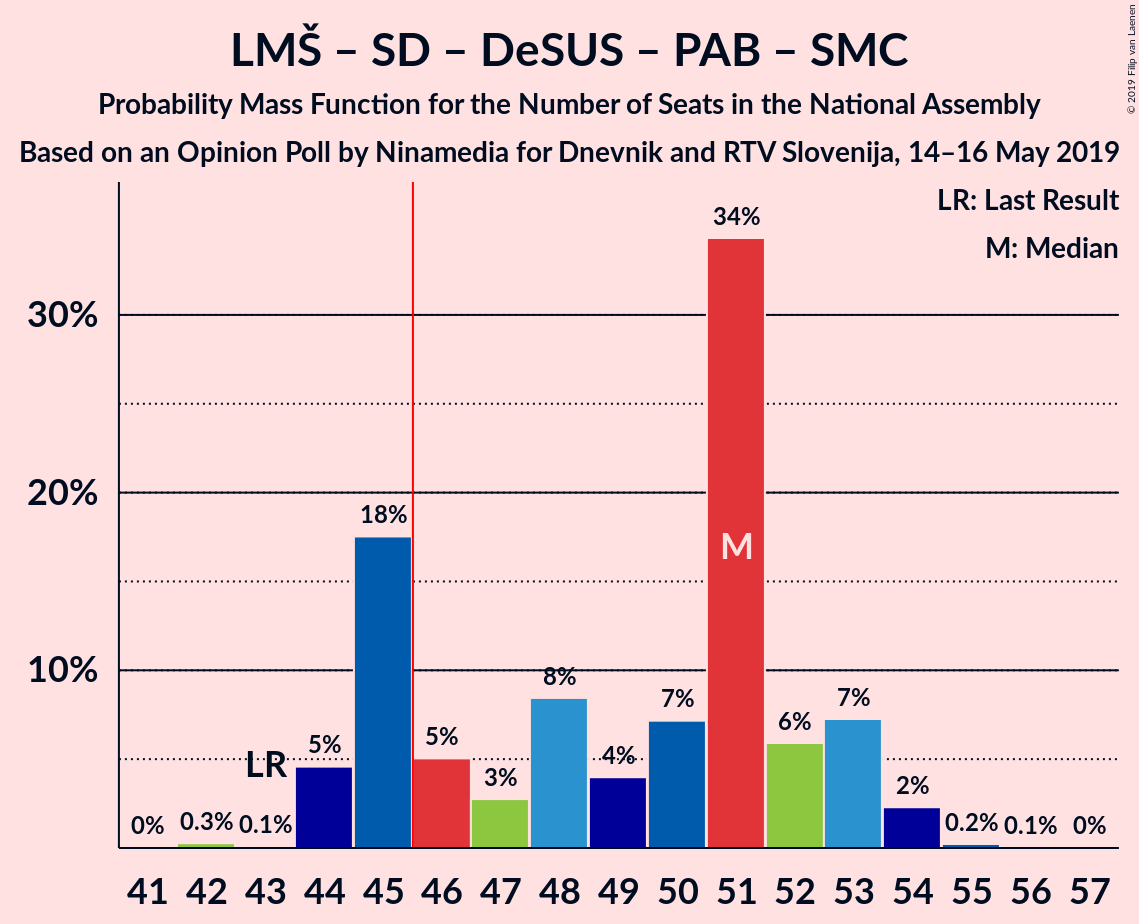 LMŠ – SD – DeSUS – PAB – SMC
Probability Mass Function for the Number of Seats in the National Assembly
Based on an Opinion Poll by Ninamedia for Dnevnik and RTV Slovenija, 14–16 May 2019
© 2019 Filip van Laenen
LR: Last Result
M: Median
34%
30%
20%
18%
M
10%
8%
7%
7%
6%
5%
5%
4%
LR
3%
2%
0%
0.3%
0.1%
0.2%
0.1%
0%
41 42 43 44 45 46 47 48 49 50 51 52 53 54 55 56 57